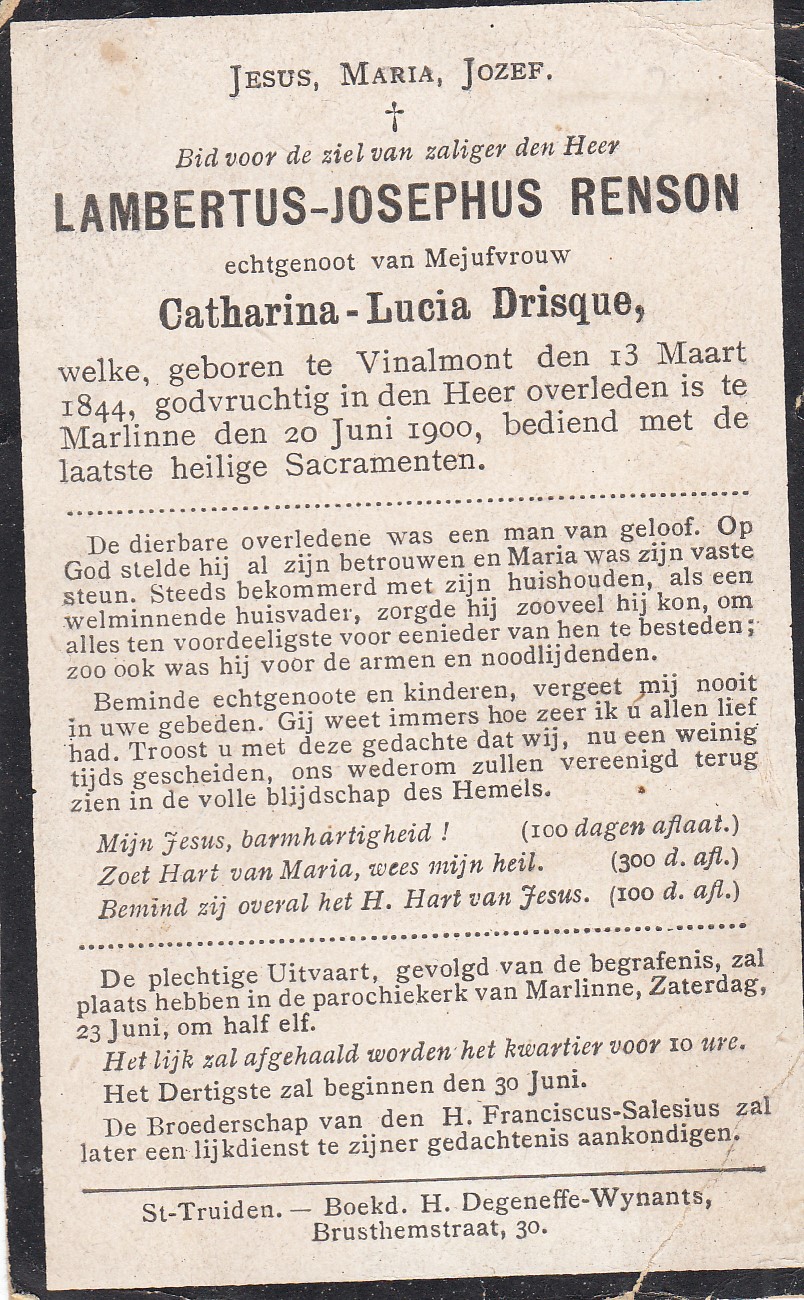 JESUS, MARIA, JOZEF.
†
Bid voor de ziel van zaliger den Heer
LAMBERTUS-JOSEPHUS RENSON
echtgenoot van Mejufvrouw
Catharina-Lucia Drisque,
welke, geboren te Vinalmont den 13 Maart
1844, godvruchtig in den Heer overleden is te
Marlinne den 20 Juni 1900, bediend met de
laatste heilige Sacramenten.
De dierbare overledene was een man van geloof. Op
God stelde hij al zijn betrouwen en Maria was zijn vaste
steun. Steeds bekommerd met zijn huishouden, als een
welminnende huisvader, zorgde hij zooveel hij kon, om
alles ten voordeeligste voor eenieder van hen te besteden;
zoo ook was hij voor de armen en noodlijdenden.
Beminde echtgenoote en kinderen, vergeet mij nooit
in uwe gebeden. Gij weet immers hoe zeer ik u allen lief
had. Troost u met deze gedachte dat wij, nu een weinig
tijds gescheiden, ons wederom zullen vereenigd terug
zien in de volle blijdschap des Hemels.
Mijn Jesus, barmhartigheid ! (100 dagen aflaat.)
Zoet Hart van Maria, wees mijn heil. (300 d. afl.)
Bemind zij overal het H. Hart van Jesus. (100 d. afl.)
De plechtige Uitvaart, gevolgd van de begrafenis, zal
plaats hebben in de parochiekerk van Marlinne, Zaterdag,
23 Juni, om half elf.
Het lijk zal afgehaald worden het kwartier voor 10 ure.
Het Dertigste zal beginnen den 30 Juni.
De Broederschap van den H. Franciscus-Salesius zal
later een lijkdienst te zijner gedachtenis aankondigen.
St-Truiden. — Boekd. H. Degeneffe-Wynants,
Brusthemstraat, 30.